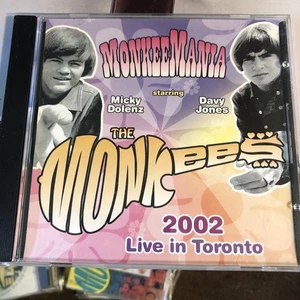 MONKEEMANIA
starring
Micky Dolenz
Davy Jones
THE
MONKEES
2002
Live in Toronto